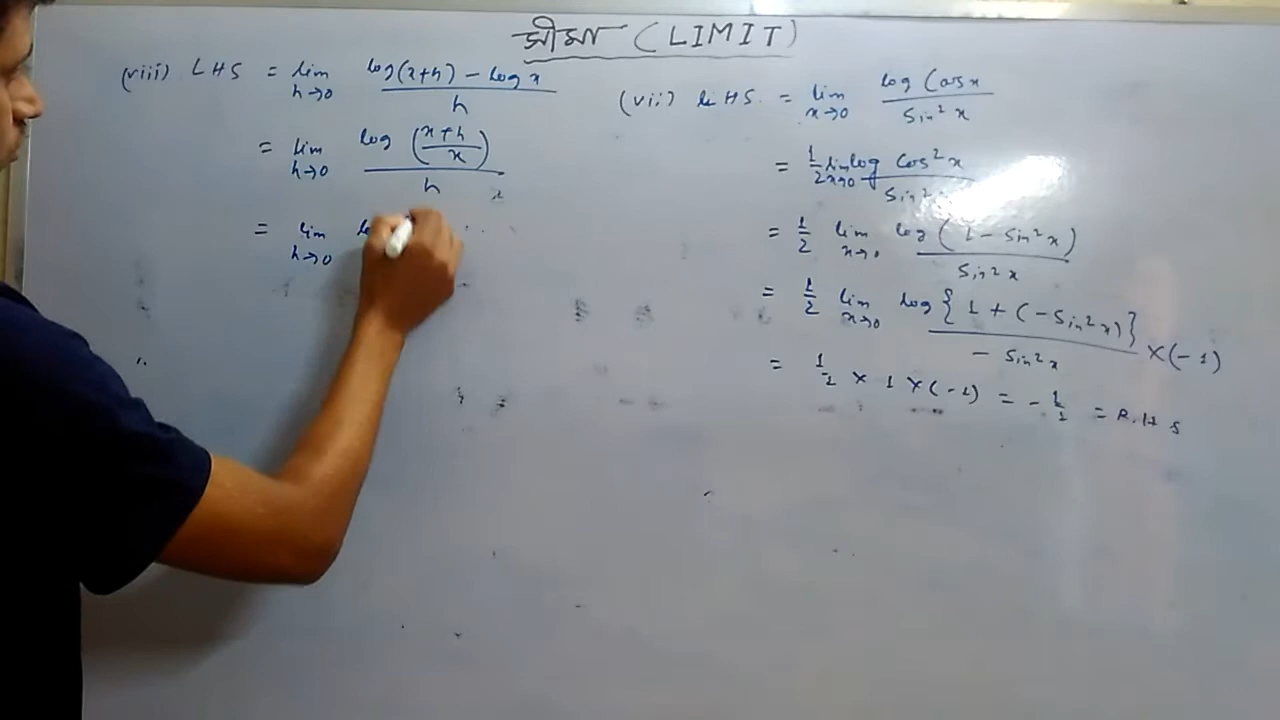 সীমা (LIMIT)
(viii) LHS = lim h→0 log(x+h) - log x / h
= lim h→0 log (x+h / x) / h
= lim h→0
(vii) LHS. = lim x→0 log Cosx / Sin²x
= 1/2 lim x→0 log Cos²x / Sin²
= 1/2 lim x→0 log (1 - Sin²x) / Sin²x
= 1/2 lim x→0 log {1 + (-Sin²x)} / -Sin²x ×(-1)
= 1/2 × 1 ×(-1) = -1/2 = R.H.S